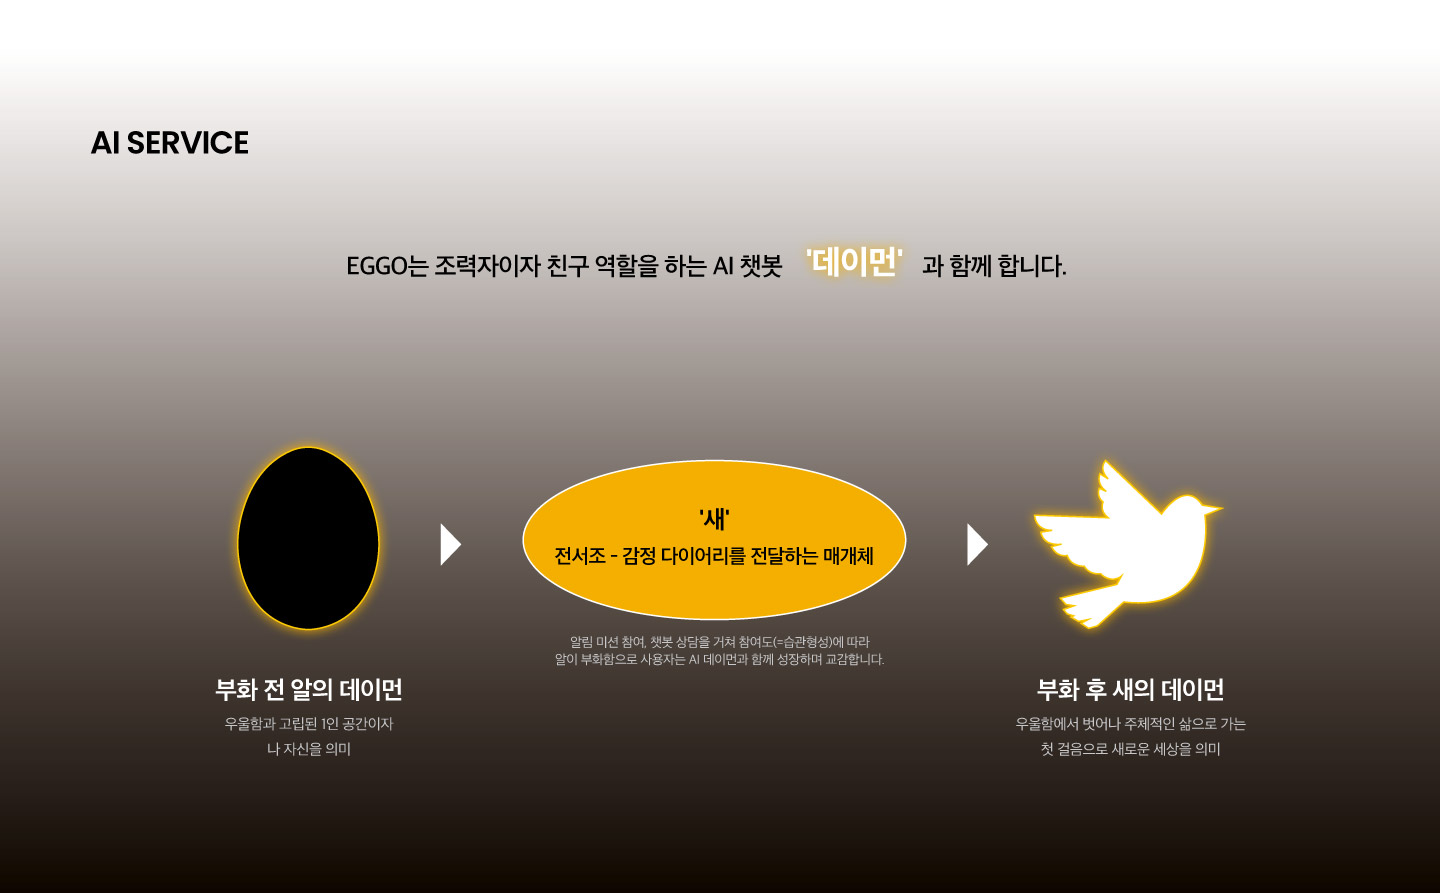 AI SERVICE
EGGO는 조력자이자 친구 역할을 하는 AI 챗봇 '데이먼' 과 함께 합니다.
'새'
전서조 - 감정 다이어리를 전달하는 매개체
알림 미션 참여, 챗봇 상담을 거쳐 참여도(=습관형성)에 따라
알이 부화함으로 사용자는 AI 데이먼과 함께 성장하며 교감합니다.
부화 전 알의 데이먼
우울함과 고립된 1인 공간이자
나 자신을 의미
부화 후 새의 데이먼
우울함에서 벗어나 주체적인 삶으로 가는
첫 걸음으로 새로운 세상을 의미